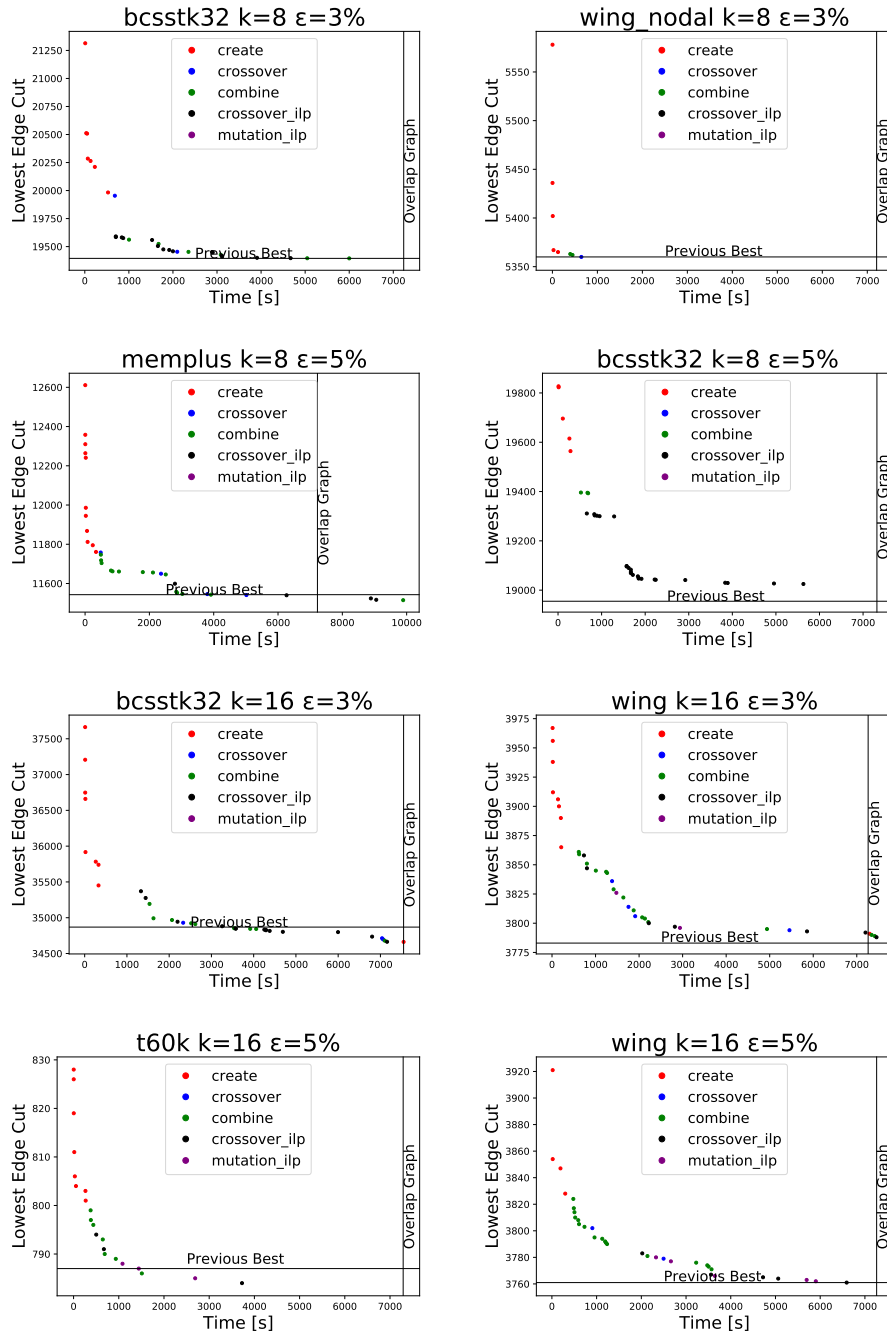 bcsstk32 k=8 ε=3%
Lowest Edge Cut
21250
21000
20750
20500
20250
20000
19750
19500
create
crossover
combine
crossover_ilp
mutation_ilp
Previous Best
Overlap Graph
0 1000 2000 3000 4000 5000 6000 7000
Time [s]
wing_nodal k=8 ε=3%
Lowest Edge Cut
5550
5500
5450
5400
5350
create
crossover
combine
crossover_ilp
mutation_ilp
Previous Best
Overlap Graph
0 1000 2000 3000 4000 5000 6000 7000
Time [s]
memplus k=8 ε=5%
Lowest Edge Cut
12600
12400
12200
12000
11800
11600
create
crossover
combine
crossover_ilp
mutation_ilp
Previous Best
Overlap Graph
0 2000 4000 6000 8000 10000
Time [s]
bcsstk32 k=8 ε=5%
Lowest Edge Cut
19800
19600
19400
19200
19000
create
crossover
combine
crossover_ilp
mutation_ilp
Previous Best
Overlap Graph
0 1000 2000 3000 4000 5000 6000 7000
Time [s]
bcsstk32 k=16 ε=3%
Lowest Edge Cut
37500
37000
36500
36000
35500
35000
34500
create
crossover
combine
crossover_ilp
mutation_ilp
Previous Best
Overlap Graph
0 1000 2000 3000 4000 5000 6000 7000
Time [s]
wing k=16 ε=3%
Lowest Edge Cut
3975
3950
3925
3900
3875
3850
3825
3800
3775
create
crossover
combine
crossover_ilp
mutation_ilp
Previous Best
Overlap Graph
0 1000 2000 3000 4000 5000 6000 7000
Time [s]
t60k k=16 ε=5%
Lowest Edge Cut
830
820
810
800
790
create
crossover
combine
crossover_ilp
mutation_ilp
Previous Best
Overlap Graph
0 1000 2000 3000 4000 5000 6000 7000
Time [s]
wing k=16 ε=5%
Lowest Edge Cut
3920
3900
3880
3860
3840
3820
3800
3780
3760
create
crossover
combine
crossover_ilp
mutation_ilp
Previous Best
Overlap Graph
0 1000 2000 3000 4000 5000 6000 7000
Time [s]